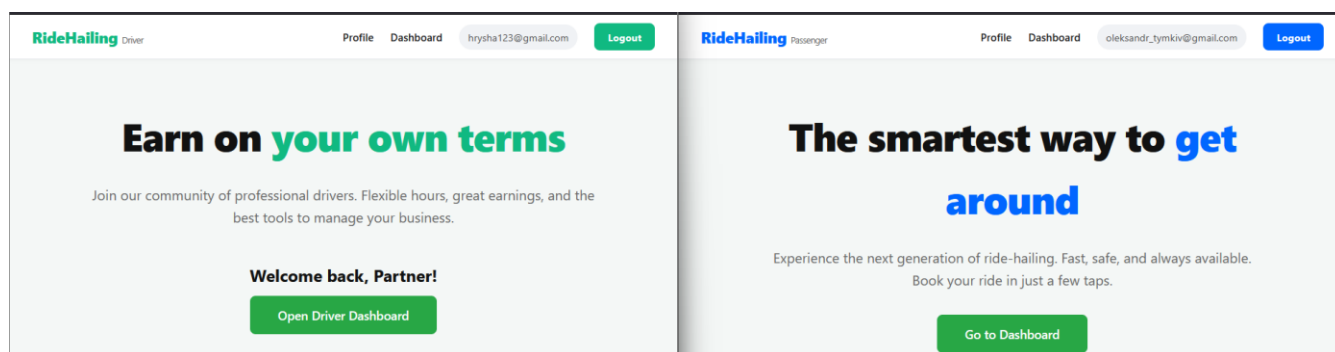 RideHailing Driver
Profile Dashboard hrysha123@gmail.com Logout
Earn on your own terms
Join our community of professional drivers. Flexible hours, great earnings, and the
best tools to manage your business.
Welcome back, Partner!
Open Driver Dashboard
RideHailing Passenger
Profile Dashboard oleksandr_tymkiv@gmail.com Logout
The smartest way to get
around
Experience the next generation of ride-hailing. Fast, safe, and always available.
Book your ride in just a few taps.
Go to Dashboard